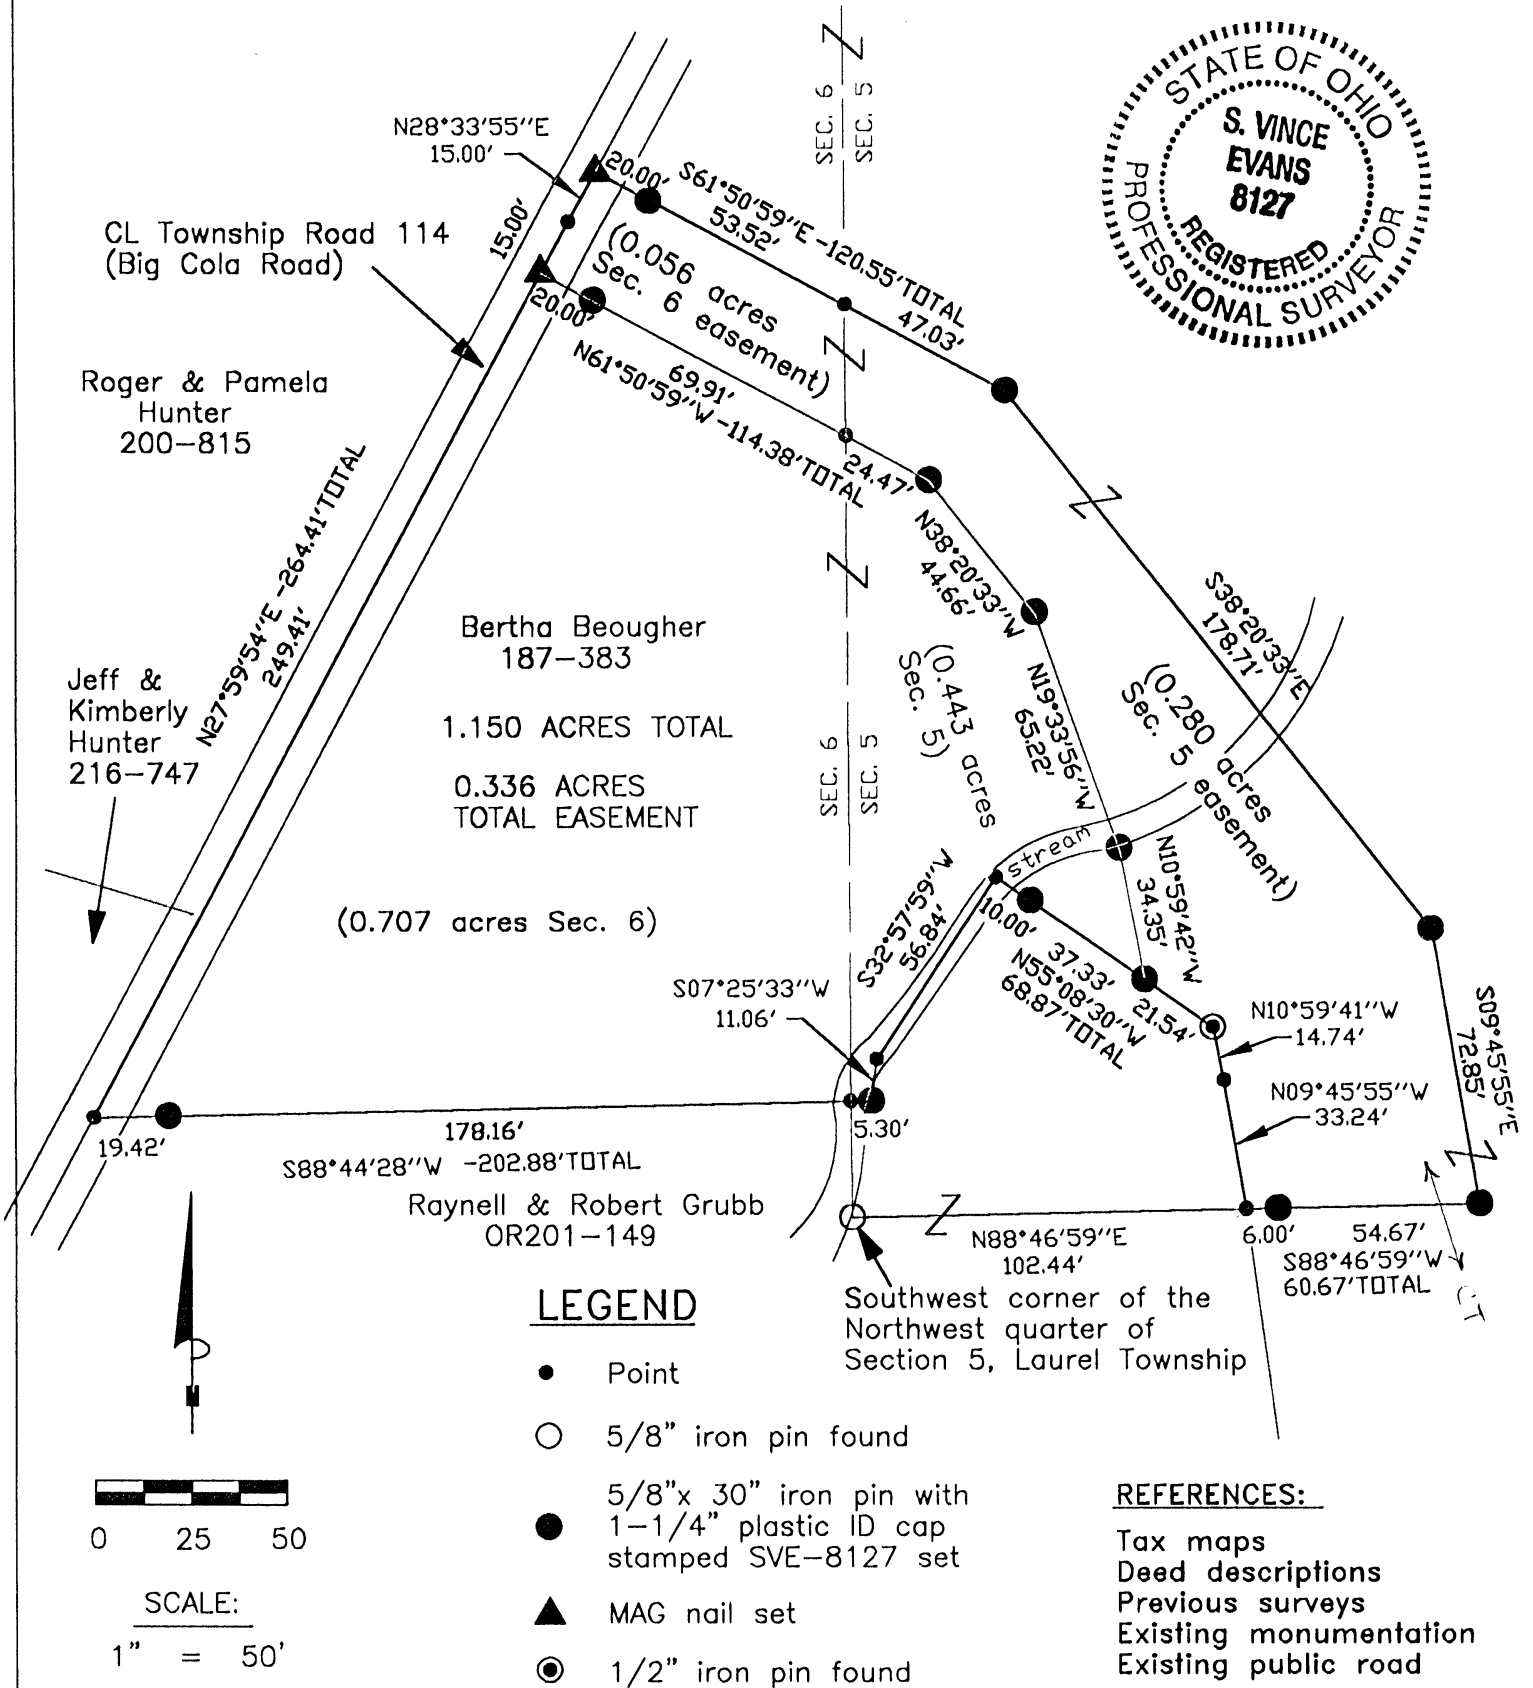 SEC. 6
SEC. 5
STATE OF OHIO
S. VINCE
EVANS
8127
REGISTERED
PROFESSIONAL SURVEYOR
N28°33'55"E
15.00'
20.00'
S61°50'59"E -120.55'TOTAL
53.52'
47.03'
15.00'
CL Township Road 114
(Big Cola Road)
(0.056 acres
Sec. 6 easement)
20.00'
69.91'
N61°50'59"W -114.38'TOTAL
24.47'
Roger & Pamela
Hunter
200-815
N27°59'54"E -264.41'TOTAL
249.41'
N38°20'33"W
44.66'
S38°20'33"E
178.71'
Bertha Beougher
187-383
1.150 ACRES TOTAL
0.336 ACRES
TOTAL EASEMENT
(0.707 acres Sec. 6)
Jeff &
Kimberly
Hunter
216-747
SEC. 6
SEC. 5
(0.443 acres
Sec. 5)
N19°33'56"W
65.22'
(0.280 acres
Sec. 5 easement)
stream
N10°59'42"W
34.35'
S32°57'59"W
56.84'
10.00'
37.33'
21.54'
N55°08'30"W
68.87'TOTAL
S07°25'33"W
11.06'
N10°59'41"W
14.74'
N09°45'55"W
33.24'
S09°45'55"E
72.85'
19.42'
178.16'
5.30'
S88°44'28"W -202.88'TOTAL
Raynell & Robert Grubb
OR201-149
N88°46'59"E
102.44'
6.00'
54.67'
S88°46'59"W
60.67'TOTAL
CT
Southwest corner of the
Northwest quarter of
Section 5, Laurel Township
LEGEND
Point
5/8" iron pin found
5/8"x 30" iron pin with
1-1/4" plastic ID cap
stamped SVE-8127 set
MAG nail set
1/2" iron pin found
0 25 50
SCALE:
1" = 50'
REFERENCES:
Tax maps
Deed descriptions
Previous surveys
Existing monumentation
Existing public road